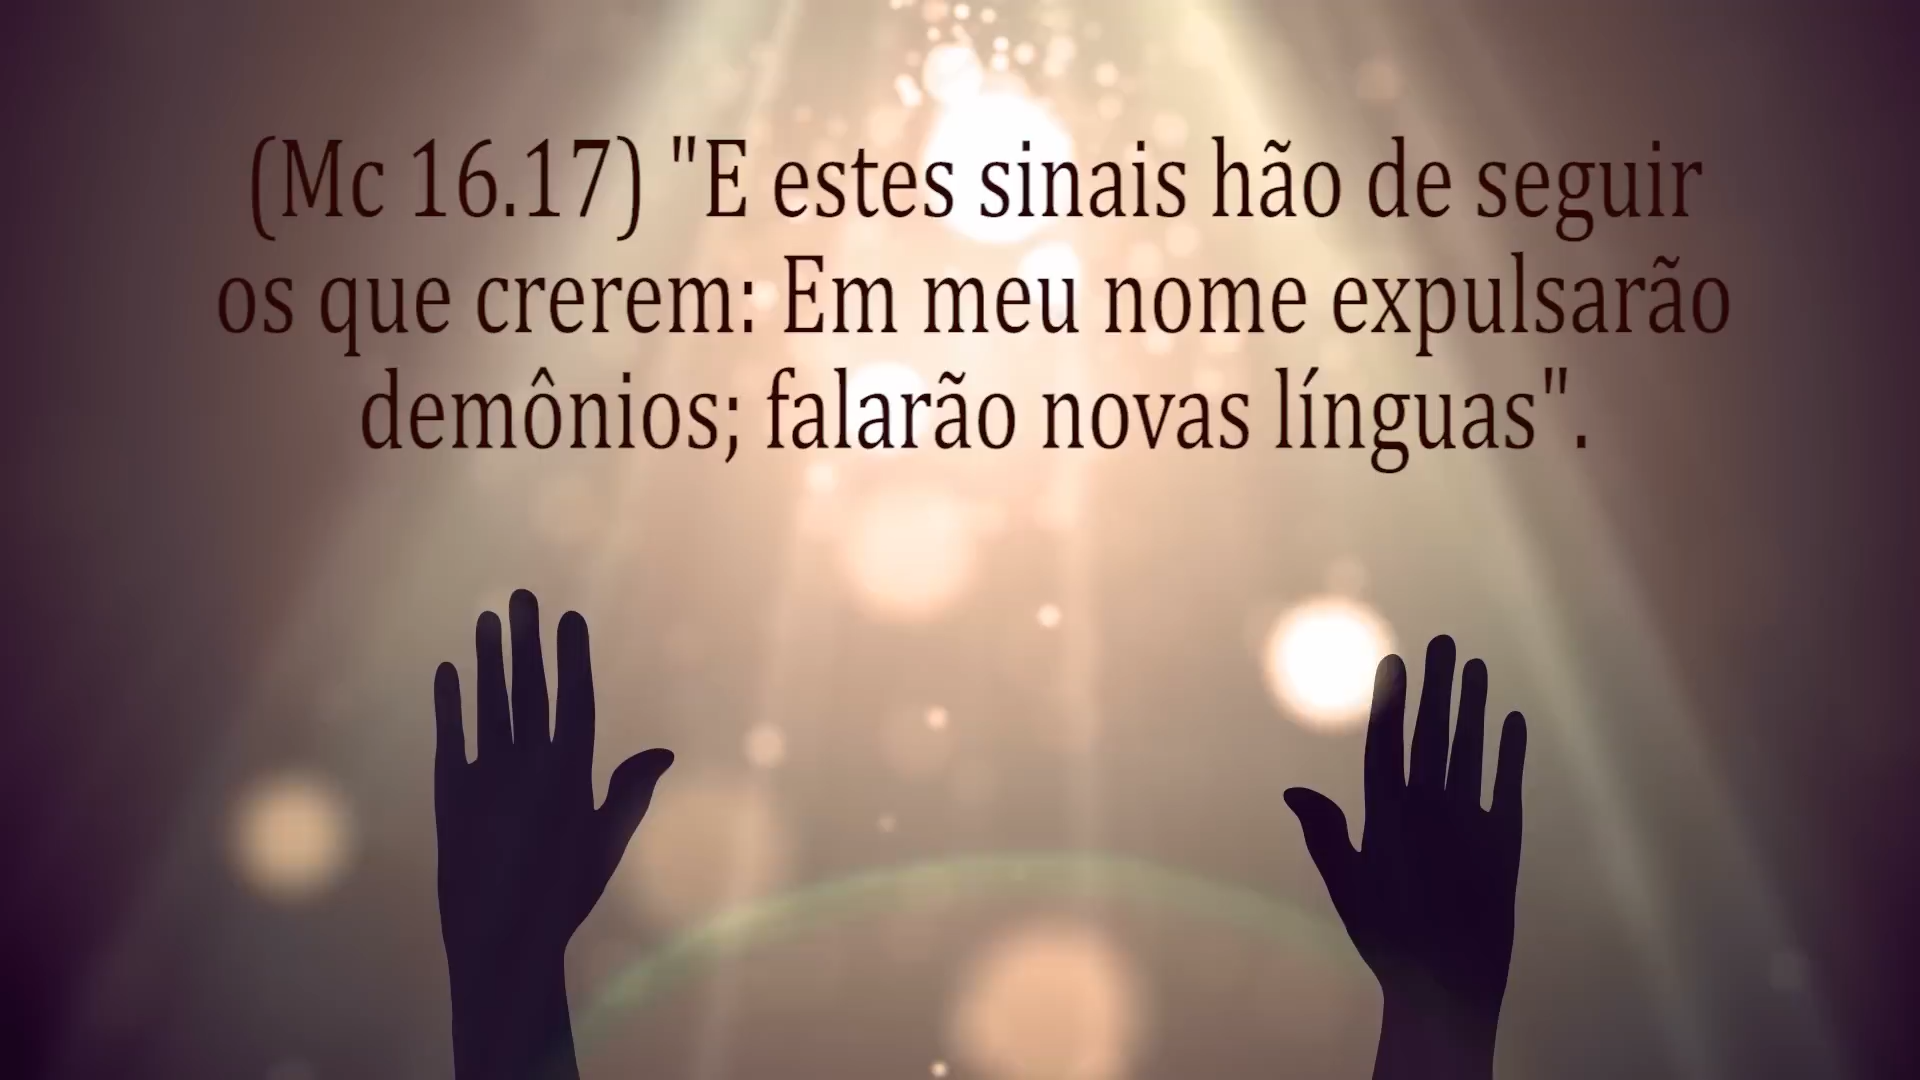 (Mc 16.17) "E estes sinais hão de seguir
os que crerem: Em meu nome expulsarão
demônios; falarão novas línguas".